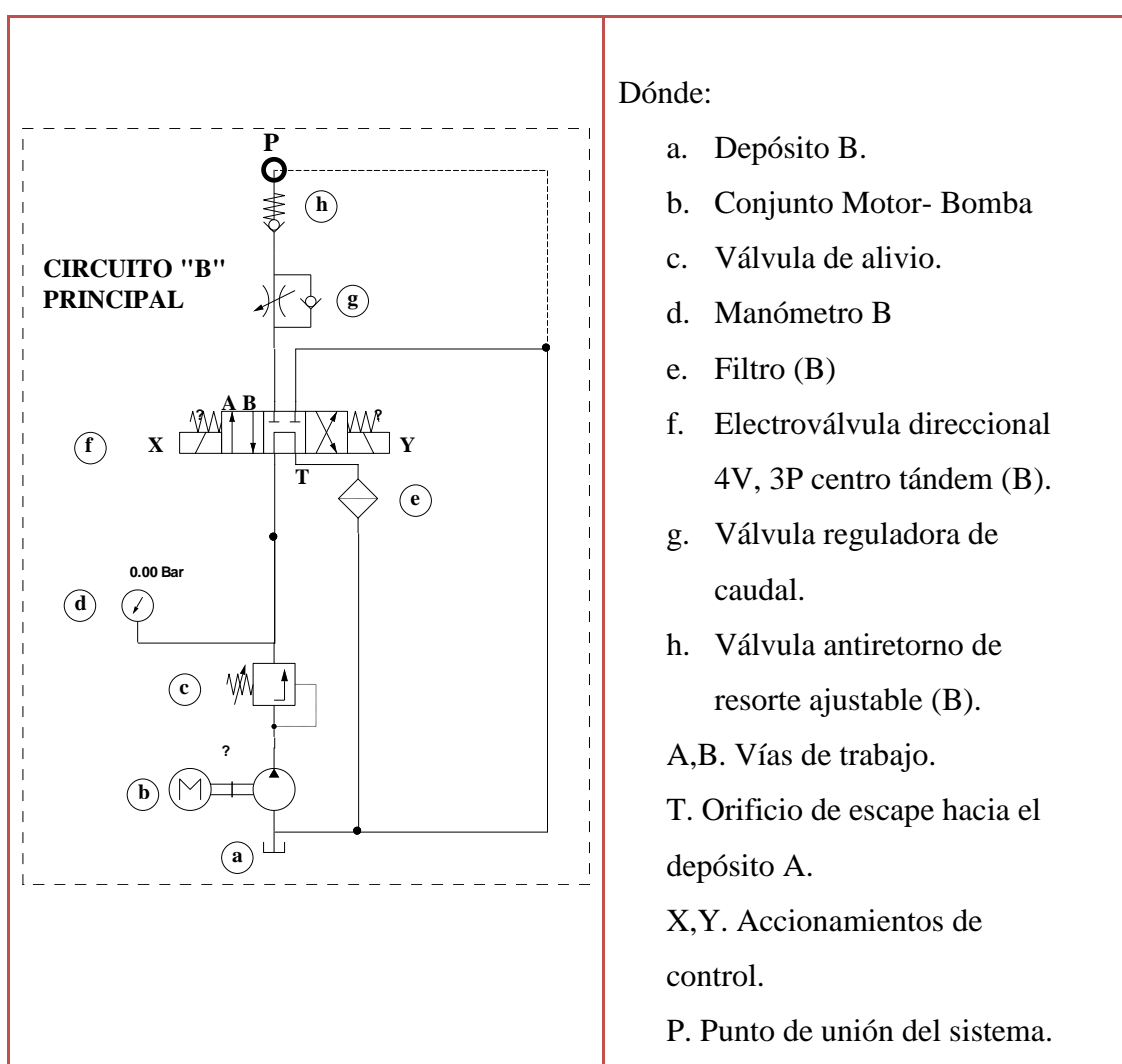 P
h
CIRCUITO "B"
PRINCIPAL
g
? A B ?
f X Y
T
e
0.00 Bar
d
c
?
b M
a
Dónde:
a. Depósito B.
b. Conjunto Motor- Bomba
c. Válvula de alivio.
d. Manómetro B
e. Filtro (B)
f. Electroválvula direccional
4V, 3P centro tándem (B).
g. Válvula reguladora de
caudal.
h. Válvula antiretorno de
resorte ajustable (B).
A,B. Vías de trabajo.
T. Orificio de escape hacia el
depósito A.
X,Y. Accionamientos de
control.
P. Punto de unión del sistema.